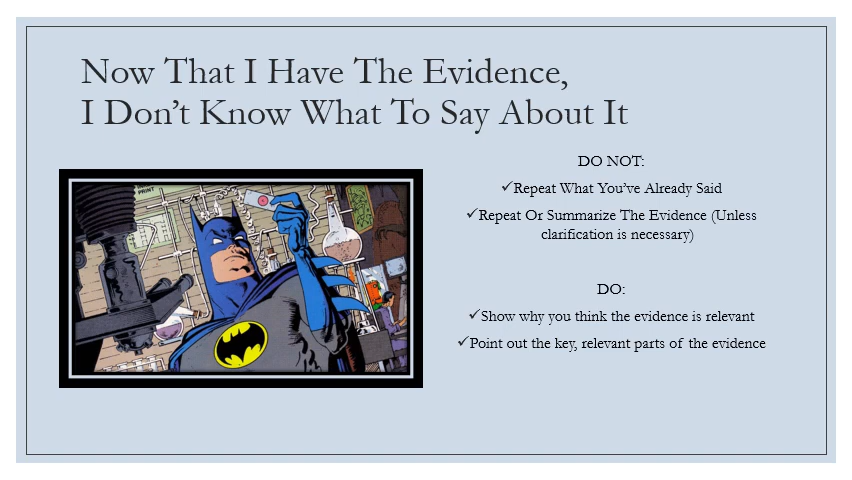 Now That I Have The Evidence,
I Don’t Know What To Say About It
DO NOT:
✓Repeat What You’ve Already Said
✓Repeat Or Summarize The Evidence (Unless
clarification is necessary)
DO:
✓Show why you think the evidence is relevant
✓Point out the key, relevant parts of the evidence
PRINT